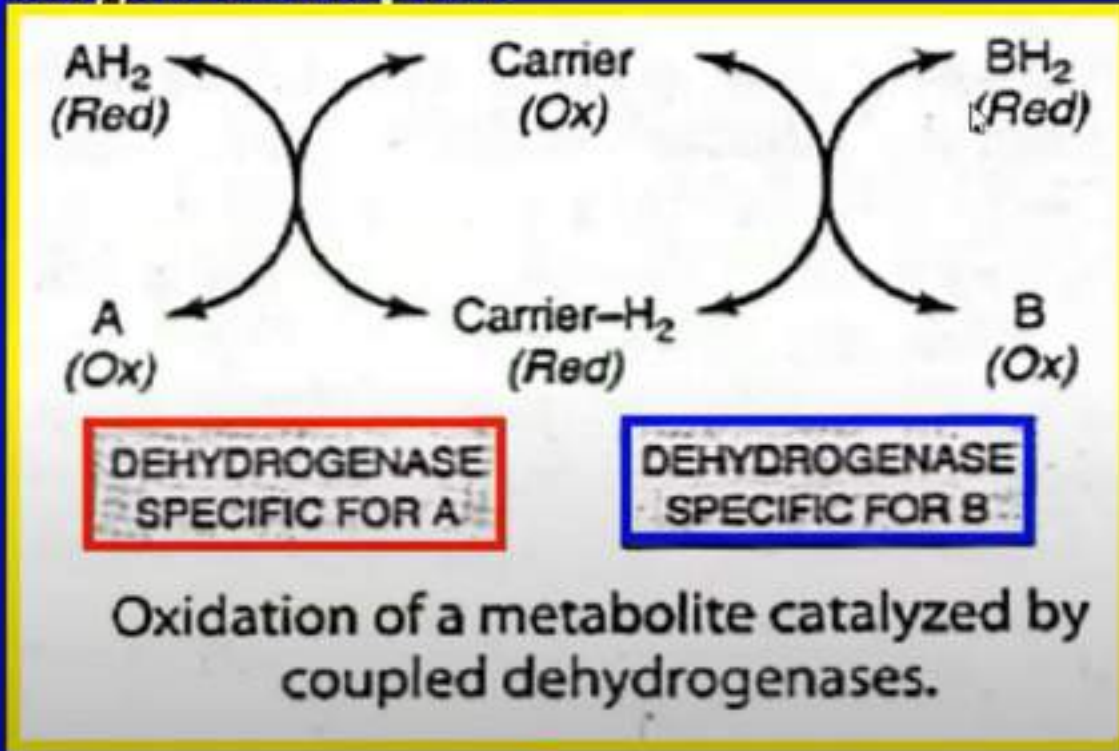 AH₂ Carrier BH₂
(Red) (Ox) (Red)
A Carrier–H₂ B
(Ox) (Red) (Ox)
DEHYDROGENASE
SPECIFIC FOR A
DEHYDROGENASE
SPECIFIC FOR B
Oxidation of a metabolite catalyzed by
coupled dehydrogenases.